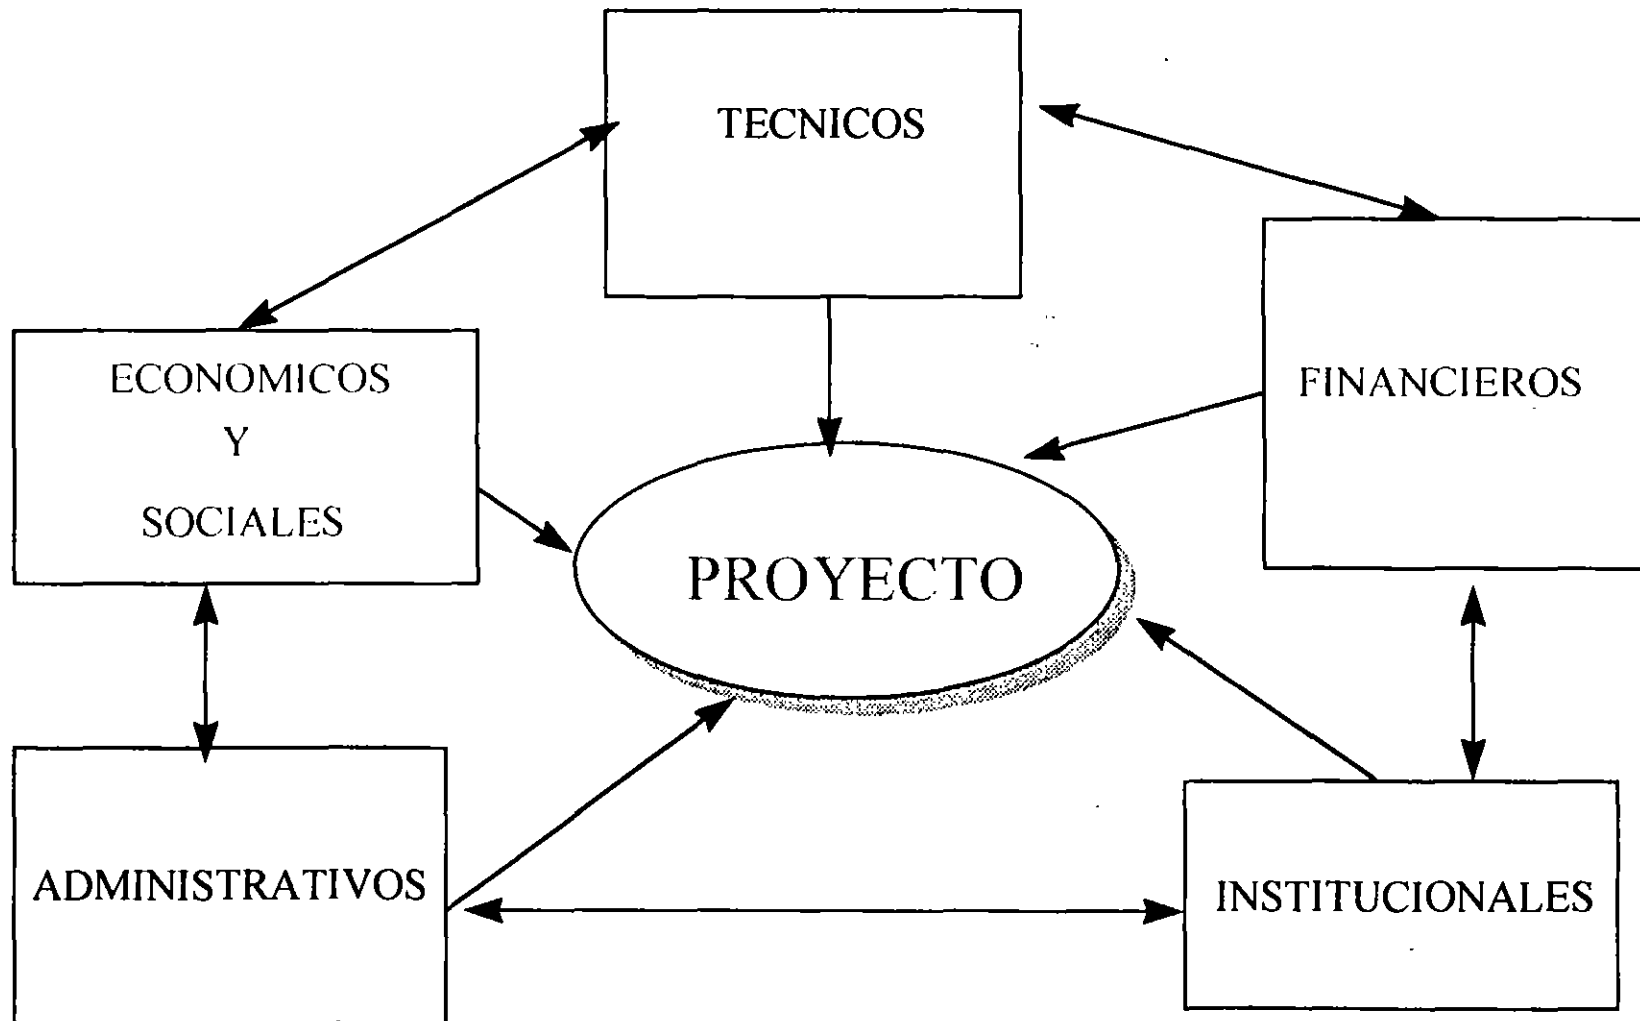 TECNICOS
ECONOMICOS
Y
SOCIALES
FINANCIEROS
PROYECTO
ADMINISTRATIVOS
INSTITUCIONALES